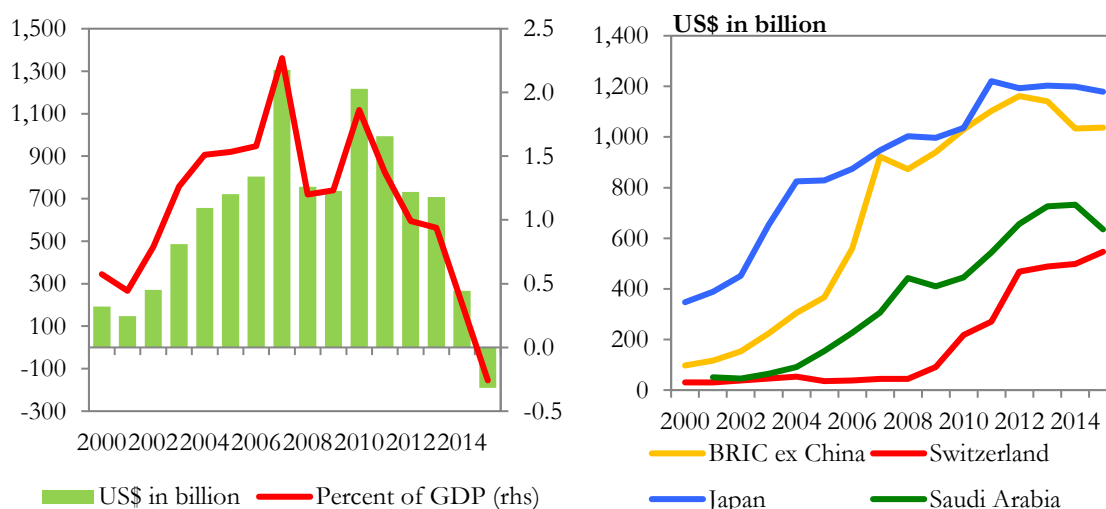 1,500
1,300
1,100
900
700
500
300
100
-100
-300
2.5
2.0
1.5
1.0
0.5
0.0
-0.5
2000 2002 2004 2006 2008 2010 2012 2014
US$ in billion
Percent of GDP (rhs)
US$ in billion
1,400
1,200
1,000
800
600
400
200
0
2000 2002 2004 2006 2008 2010 2012 2014
BRIC ex China
Switzerland
Japan
Saudi Arabia